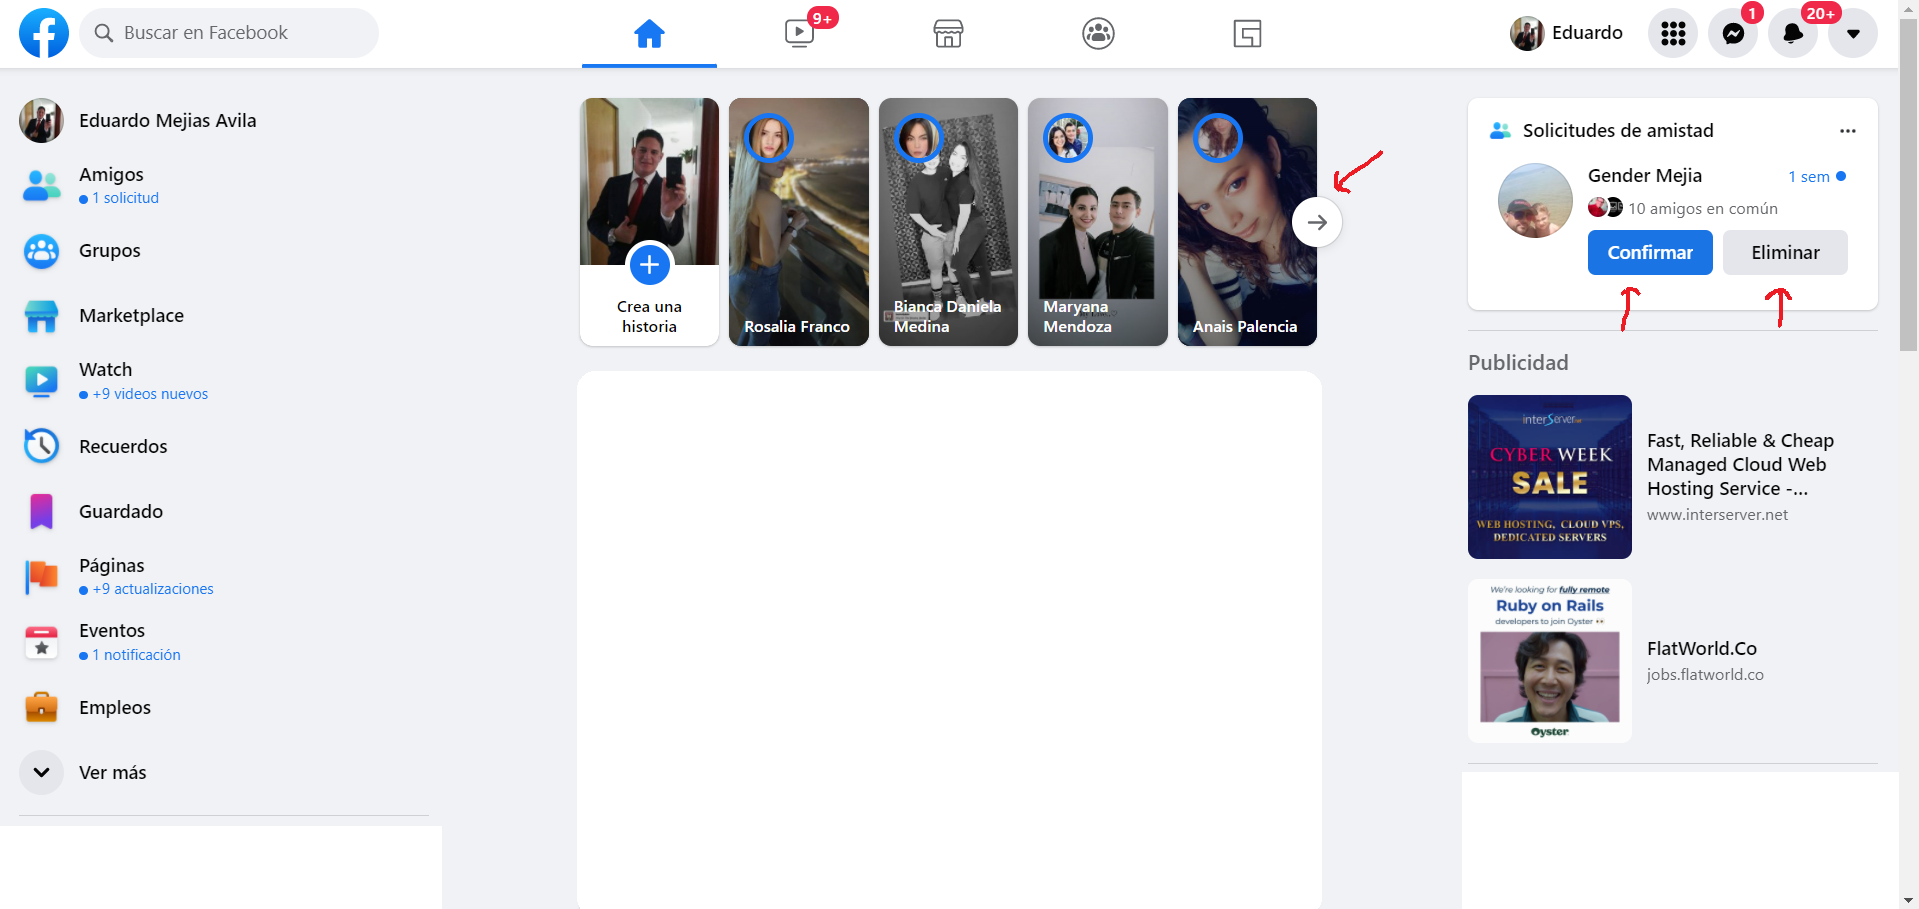 Buscar en Facebook
9+
Eduardo
1
20+
Eduardo Mejias Avila
Amigos
1 solicitud
Grupos
Marketplace
Watch
+9 videos nuevos
Recuerdos
Guardado
Páginas
+9 actualizaciones
Eventos
1 notificación
Empleos
Ver más
Crea una
historia
Rosalia Franco
Bianca Daniela
Medina
Maryana
Mendoza
Anais Palencia
Solicitudes de amistad
Gender Mejia
1 sem
10 amigos en común
Confirmar
Eliminar
Publicidad
interServer.net
CYBER WEEK
SALE
WEB HOSTING, CLOUD VPS,
DEDICATED SERVERS
Fast, Reliable & Cheap
Managed Cloud Web
Hosting Service -...
www.interserver.net
We're looking for fully remote
Ruby on Rails
developers to join Oyster
Oyster
FlatWorld.Co
jobs.flatworld.co